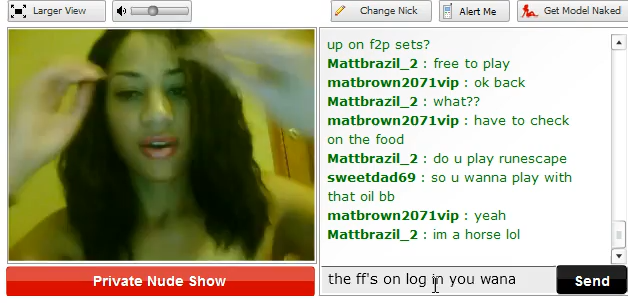 Larger View
Change Nick
Alert Me
Get Model Naked
up on f2p sets?
Mattbrazil_2 : free to play
matbrown2071vip : ok back
Mattbrazil_2 : what??
matbrown2071vip : have to check
on the food
Mattbrazil_2 : do u play runescape
sweetdad69 : so u wanna play with
that oil bb
matbrown2071vip : yeah
Mattbrazil_2 : im a horse lol
Private Nude Show
the ff's on log in you wana
Send